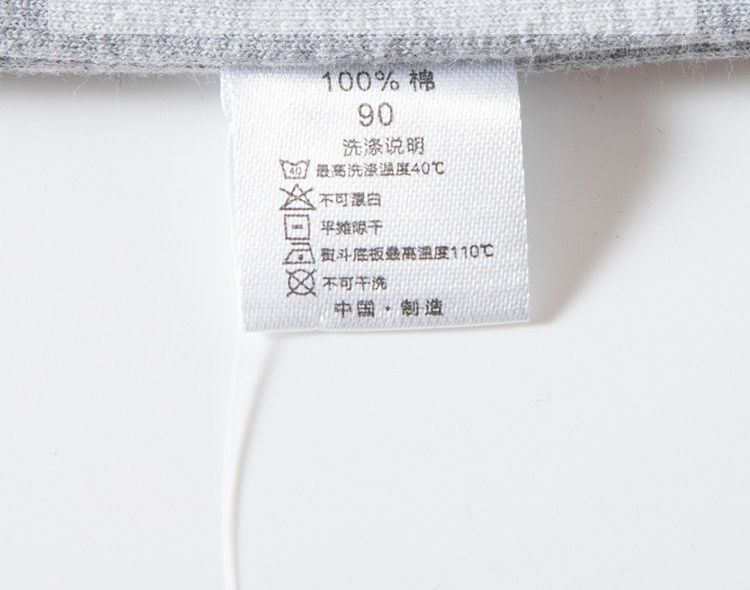 100% 棉
90
洗涤说明
40 最高洗涤温度40℃
不可漂白
平摊晾干
熨斗底板最高温度110℃
不可干洗
中国·制造